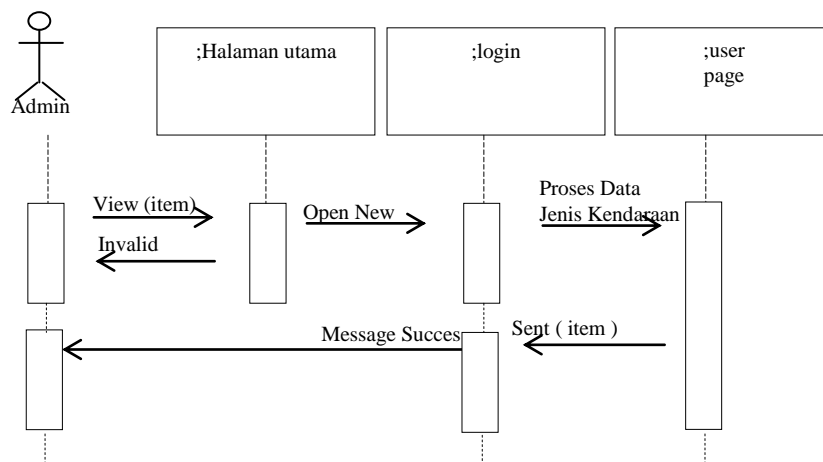 ;Halaman utama
;login
;user
page
Admin
View (item)
Open New
Proses Data
Jenis Kendaraan
Invalid
Message Succes
Sent ( item )